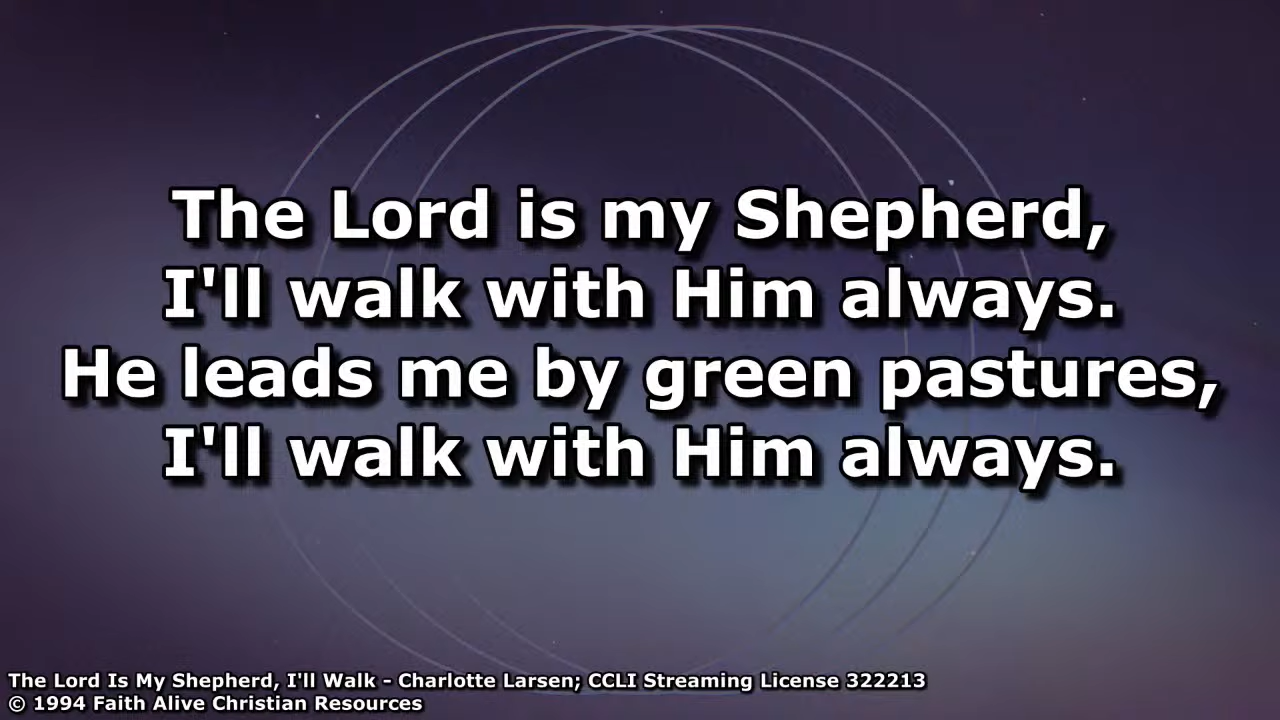 The Lord is my Shepherd,
I'll walk with Him always.
He leads me by green pastures,
I'll walk with Him always.
The Lord Is My Shepherd, I'll Walk - Charlotte Larsen; CCLI Streaming License 322213
© 1994 Faith Alive Christian Resources